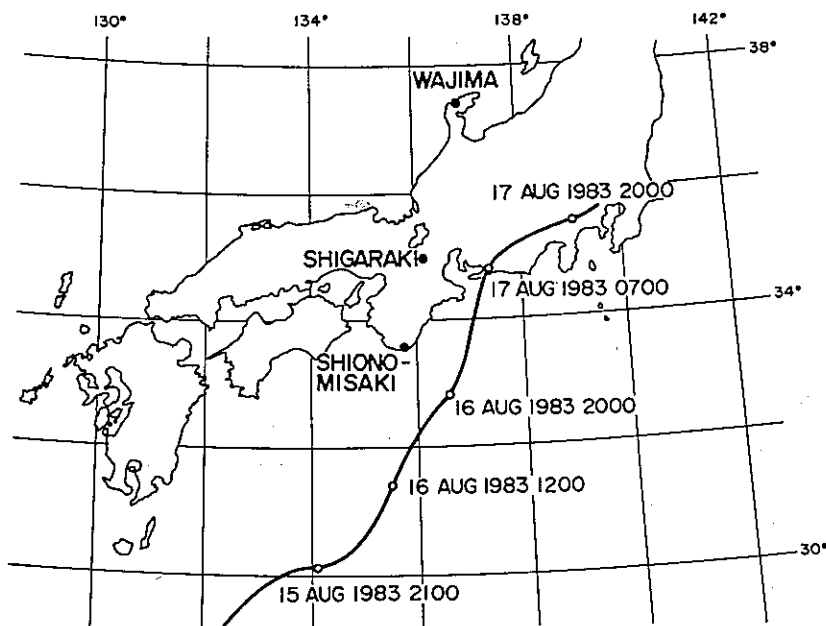 130° 134° 138° 142°
38°
WAJIMA
17 AUG 1983 2000
SHIGARAKI
17 AUG 1983 0700
34°
SHIONO-
MISAKI
16 AUG 1983 2000
16 AUG 1983 1200
30°
15 AUG 1983 2100